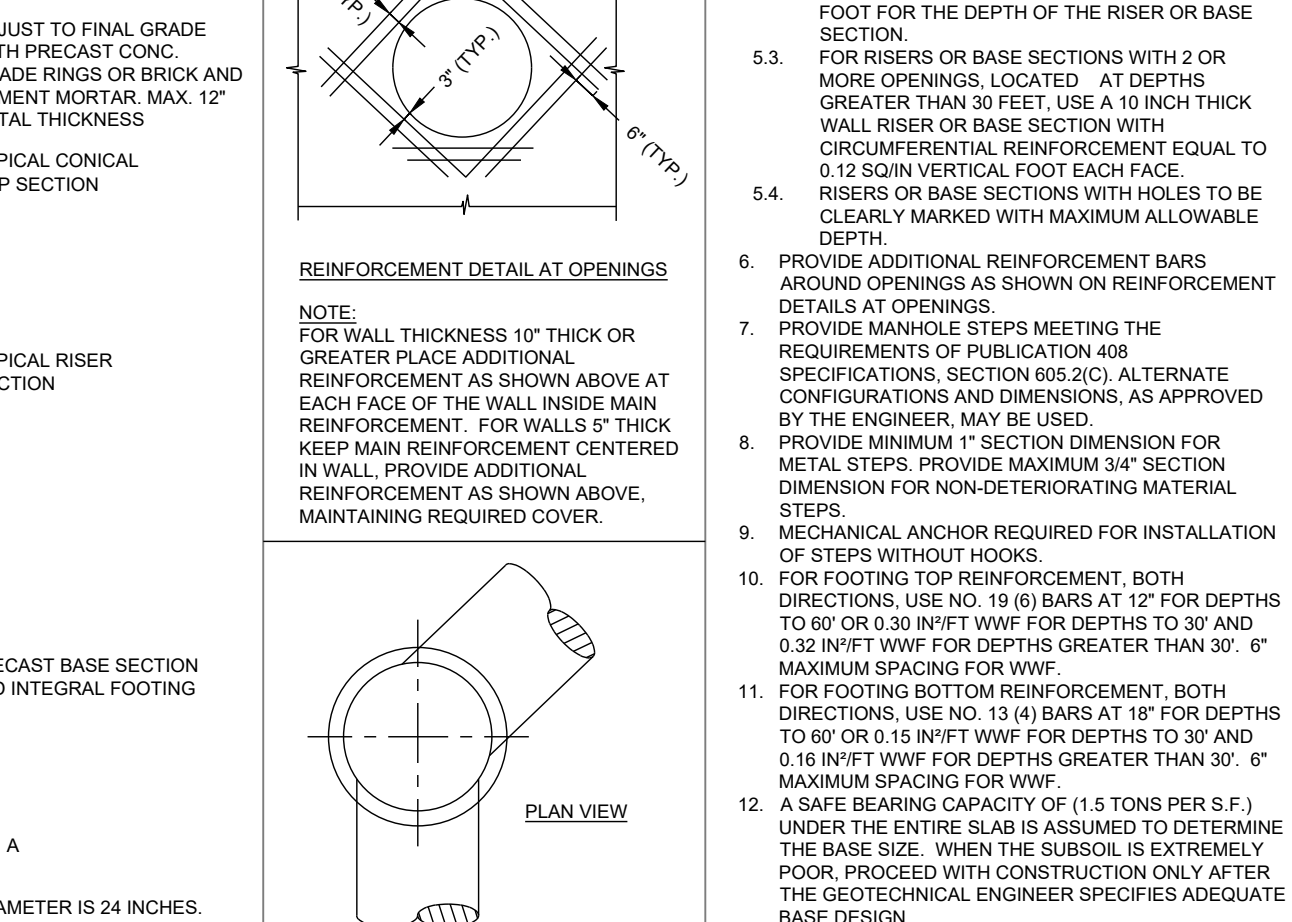 JUST TO FINAL GRADE
TH PRECAST CONC.
ADE RINGS OR BRICK AND
MENT MORTAR. MAX. 12"
TAL THICKNESS
PICAL CONICAL
P SECTION
PICAL RISER
CTION
ECAST BASE SECTION
D INTEGRAL FOOTING
A
AMETER IS 24 INCHES.
YP.)
3" (TYP.)
6" (TYP.)
REINFORCEMENT DETAIL AT OPENINGS
NOTE:
FOR WALL THICKNESS 10" THICK OR
GREATER PLACE ADDITIONAL
REINFORCEMENT AS SHOWN ABOVE AT
EACH FACE OF THE WALL INSIDE MAIN
REINFORCEMENT. FOR WALLS 5" THICK
KEEP MAIN REINFORCEMENT CENTERED
IN WALL, PROVIDE ADDITIONAL
REINFORCEMENT AS SHOWN ABOVE,
MAINTAINING REQUIRED COVER.
PLAN VIEW
FOOT FOR THE DEPTH OF THE RISER OR BASE
SECTION.
5.3. FOR RISERS OR BASE SECTIONS WITH 2 OR
MORE OPENINGS, LOCATED AT DEPTHS
GREATER THAN 30 FEET, USE A 10 INCH THICK
WALL RISER OR BASE SECTION WITH
CIRCUMFERENTIAL REINFORCEMENT EQUAL TO
0.12 SQ/IN VERTICAL FOOT EACH FACE.
5.4. RISERS OR BASE SECTIONS WITH HOLES TO BE
CLEARLY MARKED WITH MAXIMUM ALLOWABLE
DEPTH.
6. PROVIDE ADDITIONAL REINFORCEMENT BARS
AROUND OPENINGS AS SHOWN ON REINFORCEMENT
DETAILS AT OPENINGS.
7. PROVIDE MANHOLE STEPS MEETING THE
REQUIREMENTS OF PUBLICATION 408
SPECIFICATIONS, SECTION 605.2(C). ALTERNATE
CONFIGURATIONS AND DIMENSIONS, AS APPROVED
BY THE ENGINEER, MAY BE USED.
8. PROVIDE MINIMUM 1" SECTION DIMENSION FOR
METAL STEPS. PROVIDE MAXIMUM 3/4" SECTION
DIMENSION FOR NON-DETERIORATING MATERIAL
STEPS.
9. MECHANICAL ANCHOR REQUIRED FOR INSTALLATION
OF STEPS WITHOUT HOOKS.
10. FOR FOOTING TOP REINFORCEMENT, BOTH
DIRECTIONS, USE NO. 19 (6) BARS AT 12" FOR DEPTHS
TO 60' OR 0.30 IN²/FT WWF FOR DEPTHS TO 30' AND
0.32 IN²/FT WWF FOR DEPTHS GREATER THAN 30'. 6"
MAXIMUM SPACING FOR WWF.
11. FOR FOOTING BOTTOM REINFORCEMENT, BOTH
DIRECTIONS, USE NO. 13 (4) BARS AT 18" FOR DEPTHS
TO 60' OR 0.15 IN²/FT WWF FOR DEPTHS TO 30' AND
0.16 IN²/FT WWF FOR DEPTHS GREATER THAN 30'. 6"
MAXIMUM SPACING FOR WWF.
12. A SAFE BEARING CAPACITY OF (1.5 TONS PER S.F.)
UNDER THE ENTIRE SLAB IS ASSUMED TO DETERMINE
THE BASE SIZE. WHEN THE SUBSOIL IS EXTREMELY
POOR, PROCEED WITH CONSTRUCTION ONLY AFTER
THE GEOTECHNICAL ENGINEER SPECIFIES ADEQUATE
BASE DESIGN